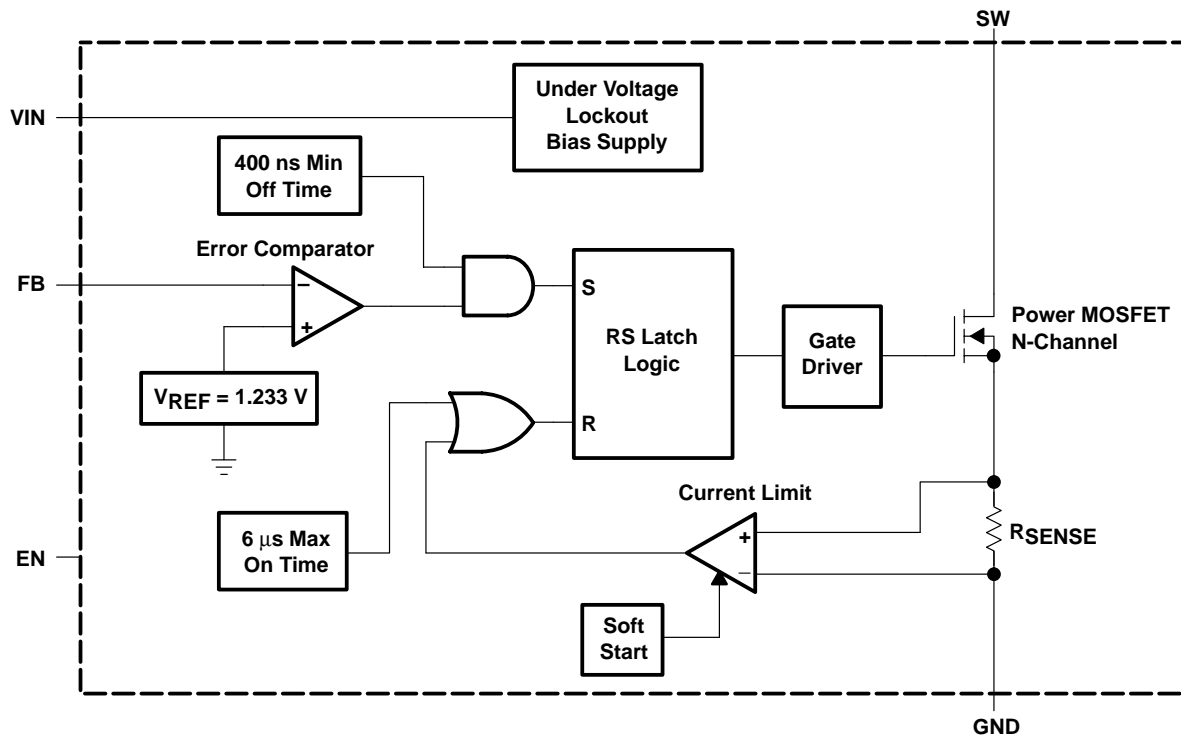 SW
Under Voltage
Lockout
Bias Supply
VIN
400 ns Min
Off Time
Error Comparator
FB
−
+
S
RS Latch
Logic
R
Gate
Driver
Power MOSFET
N-Channel
VREF = 1.233 V
Current Limit
+
−
RSENSE
6 μs Max
On Time
EN
Soft
Start
GND